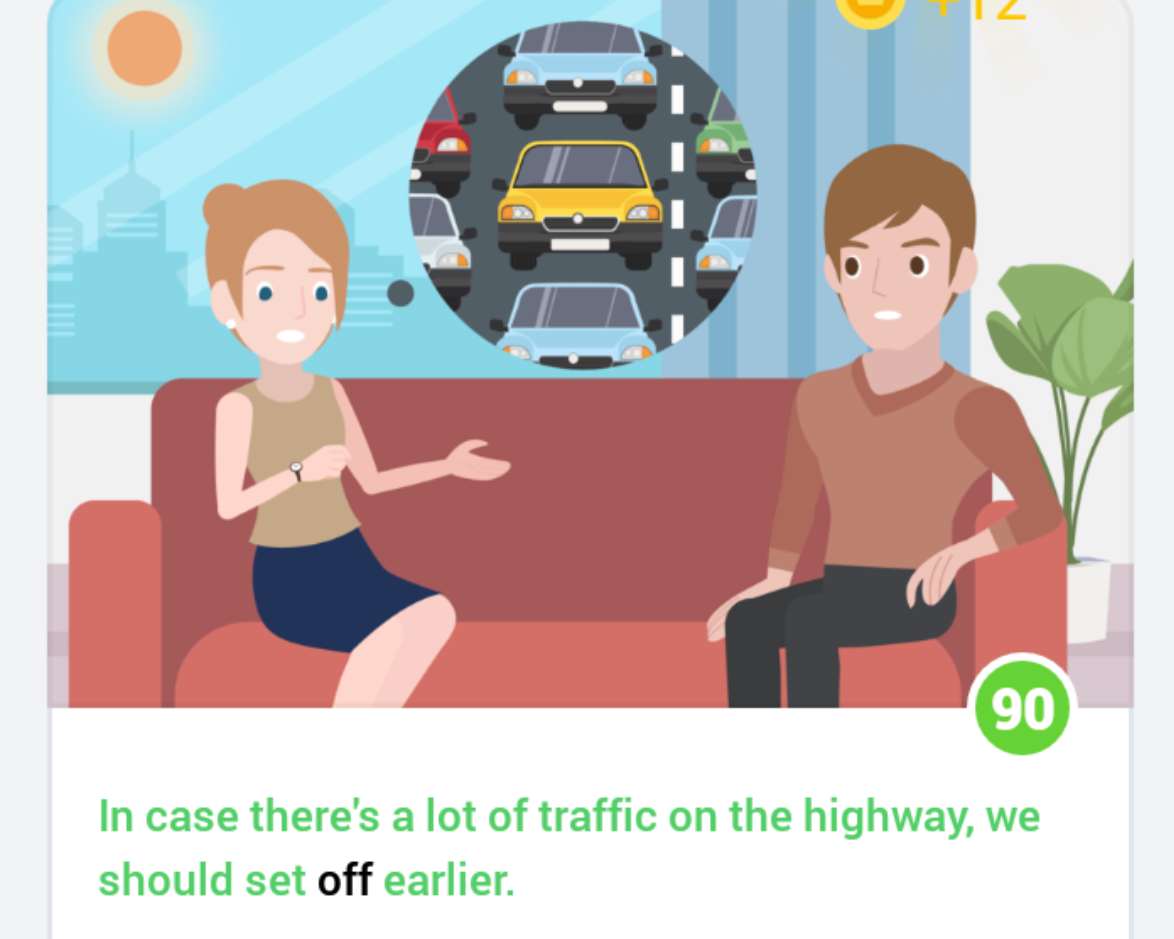 +12
90
In case there's a lot of traffic on the highway, we
should set off earlier.